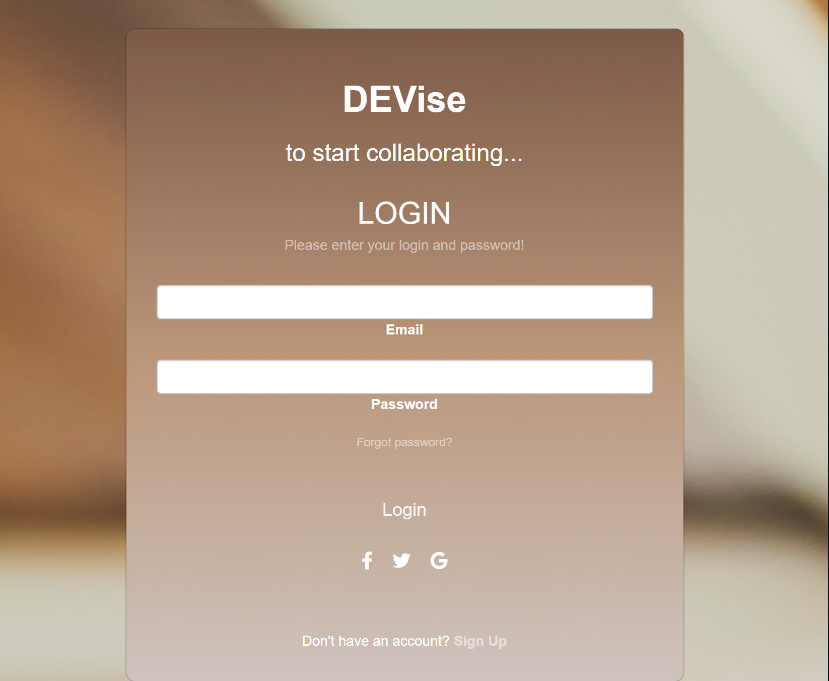 DEVise
to start collaborating...
LOGIN
Please enter your login and password!
Email
Password
Forgot password?
Login
Don't have an account? Sign Up